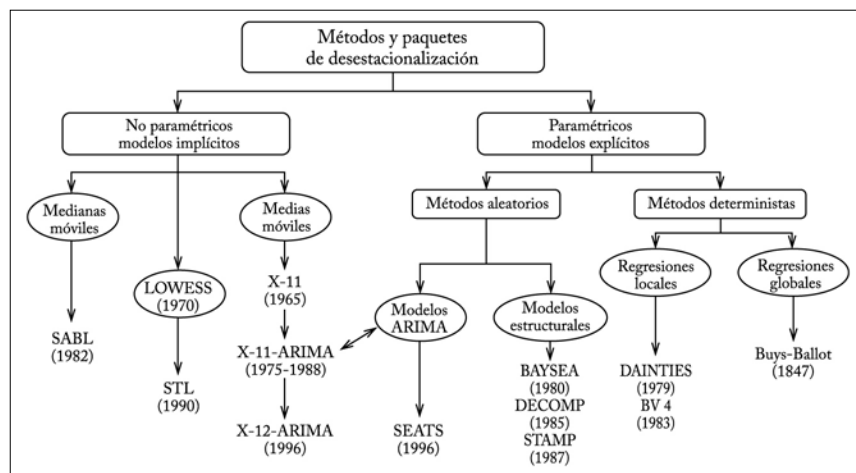 Métodos y paquetes
de desestacionalización
No paramétricos
modelos implícitos
Paramétricos
modelos explícitos
Medianas
móviles
Medias
móviles
Métodos aleatorios
Métodos deterministas
LOWESS
(1970)
X-11
(1965)
Modelos
ARIMA
Modelos
estructurales
Regresiones
locales
Regresiones
globales
SABL
(1982)
STL
(1990)
X-11-ARIMA
(1975-1988)
X-12-ARIMA
(1996)
SEATS
(1996)
BAYSEA
(1980)
DECOMP
(1985)
STAMP
(1987)
DAINTIES
(1979)
BV 4
(1983)
Buys-Ballot
(1847)